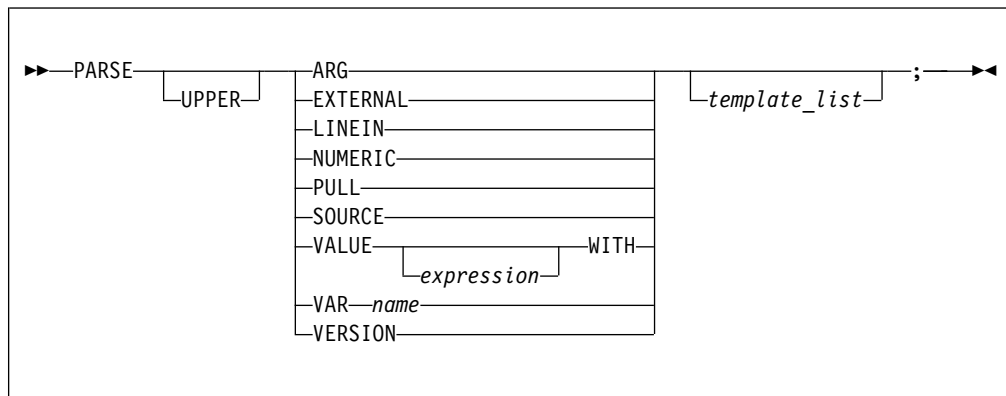 ►►─PARSE─ARG─;─►◄
UPPER EXTERNAL template_list
LINEIN
NUMERIC
PULL
SOURCE
VALUE WITH
expression
VAR name
VERSION